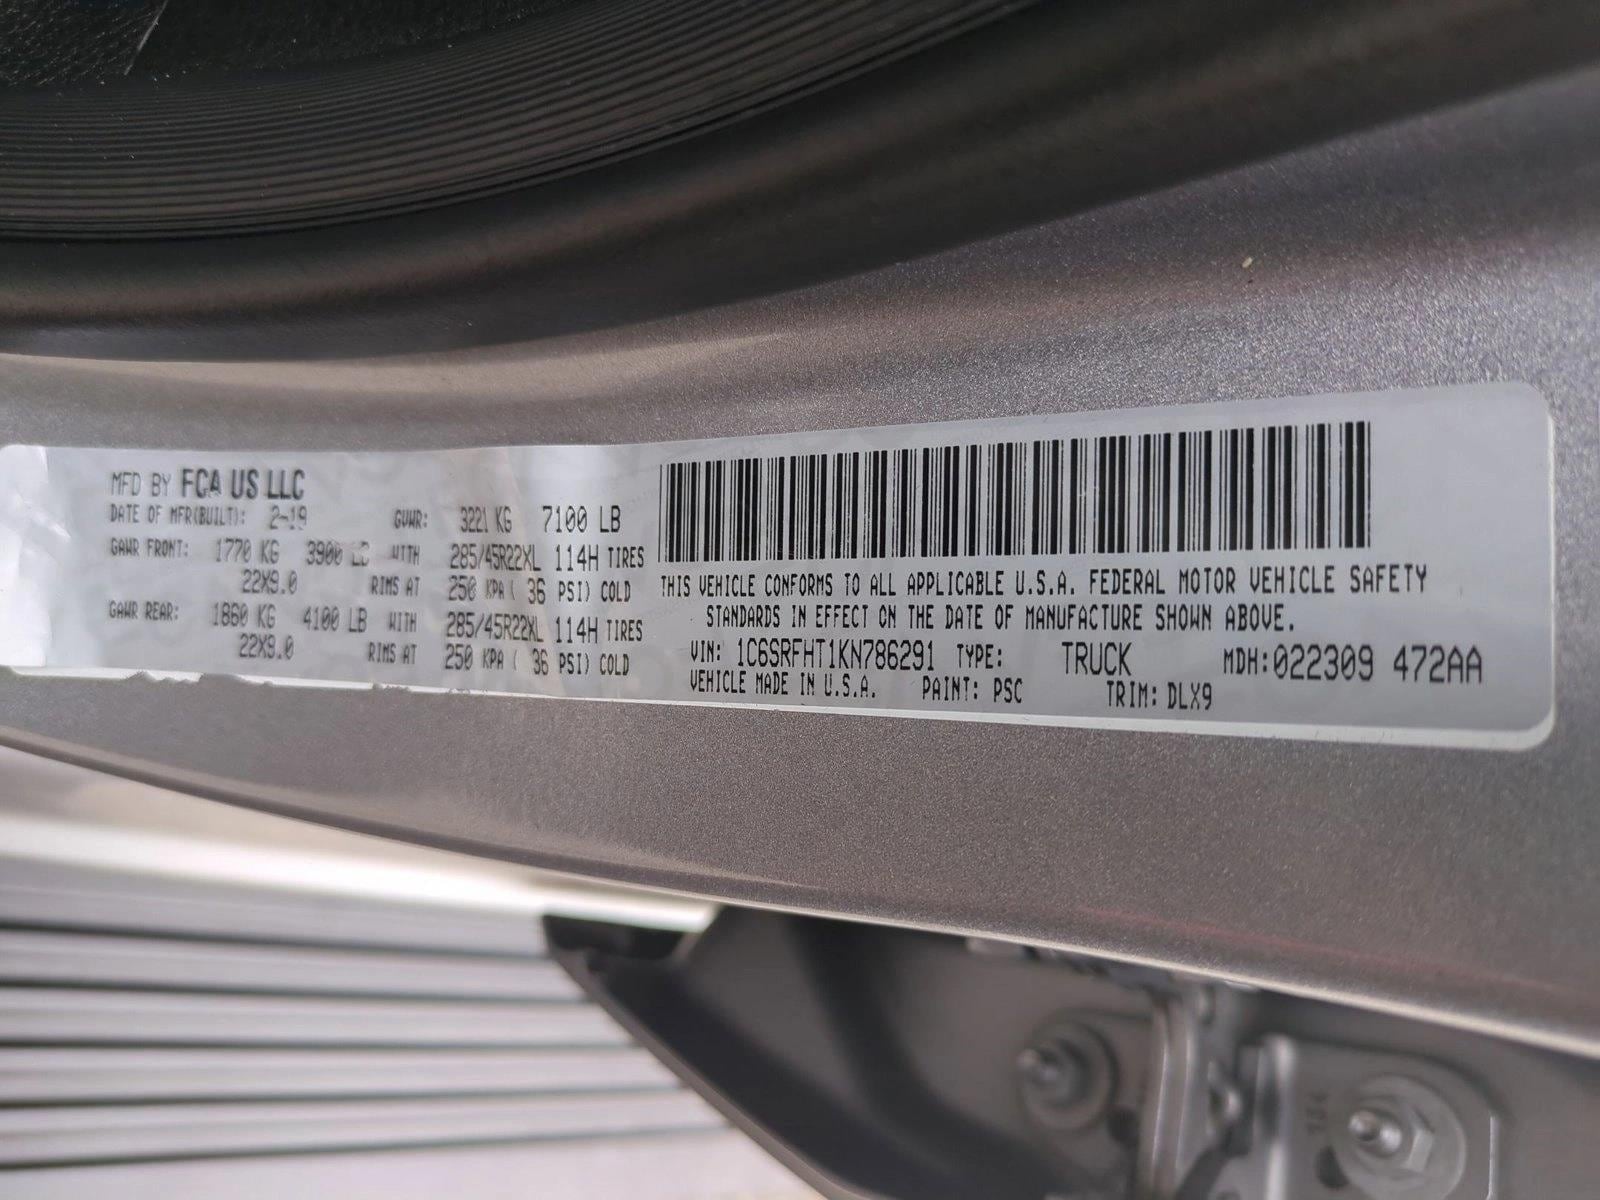 MFD BY FCA US LLC
DATE OF MFR(BUILT): 2-19 GVWR: 3221 KG 7100 LB
GAWR FRONT: 1770 KG 3900 LB WITH 285/45R22XL 114H TIRES
22X9.0 RIMS AT 250 KPA ( 36 PSI) COLD
GAWR REAR: 1860 KG 4100 LB WITH 285/45R22XL 114H TIRES
22X9.0 RIMS AT 250 KPA ( 36 PSI) COLD
THIS VEHICLE CONFORMS TO ALL APPLICABLE U.S.A. FEDERAL MOTOR VEHICLE SAFETY
STANDARDS IN EFFECT ON THE DATE OF MANUFACTURE SHOWN ABOVE.
VIN: 1C6SRFHT1KN786291 TYPE: TRUCK MDH:022309 472AA
VEHICLE MADE IN U.S.A. PAINT: PSC TRIM: DLX9